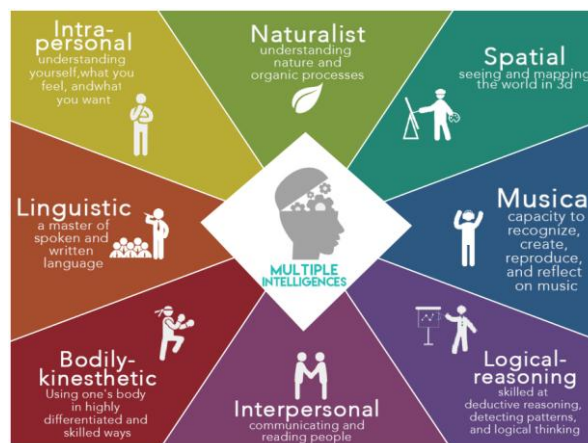 Intra-
personal
understanding
yourself,what you
feel, andwhat
you want
Naturalist
understanding
nature and
organic processes
Spatial
seeing and mapping
the world in 3d
Linguistic
a master of
spoken and
written
language
MULTIPLE
INTELLIGENCES
Musica
capacity to
recognize,
create,
reproduce,
and reflect
on music
Bodily-
kinesthetic
Using one's body
in highly
differentiated and
skilled ways
Interpersonal
communicating and
reading people
Logical-
reasoning
skilled at
deductive reasoning,
detecting patterns,
and logical thinking